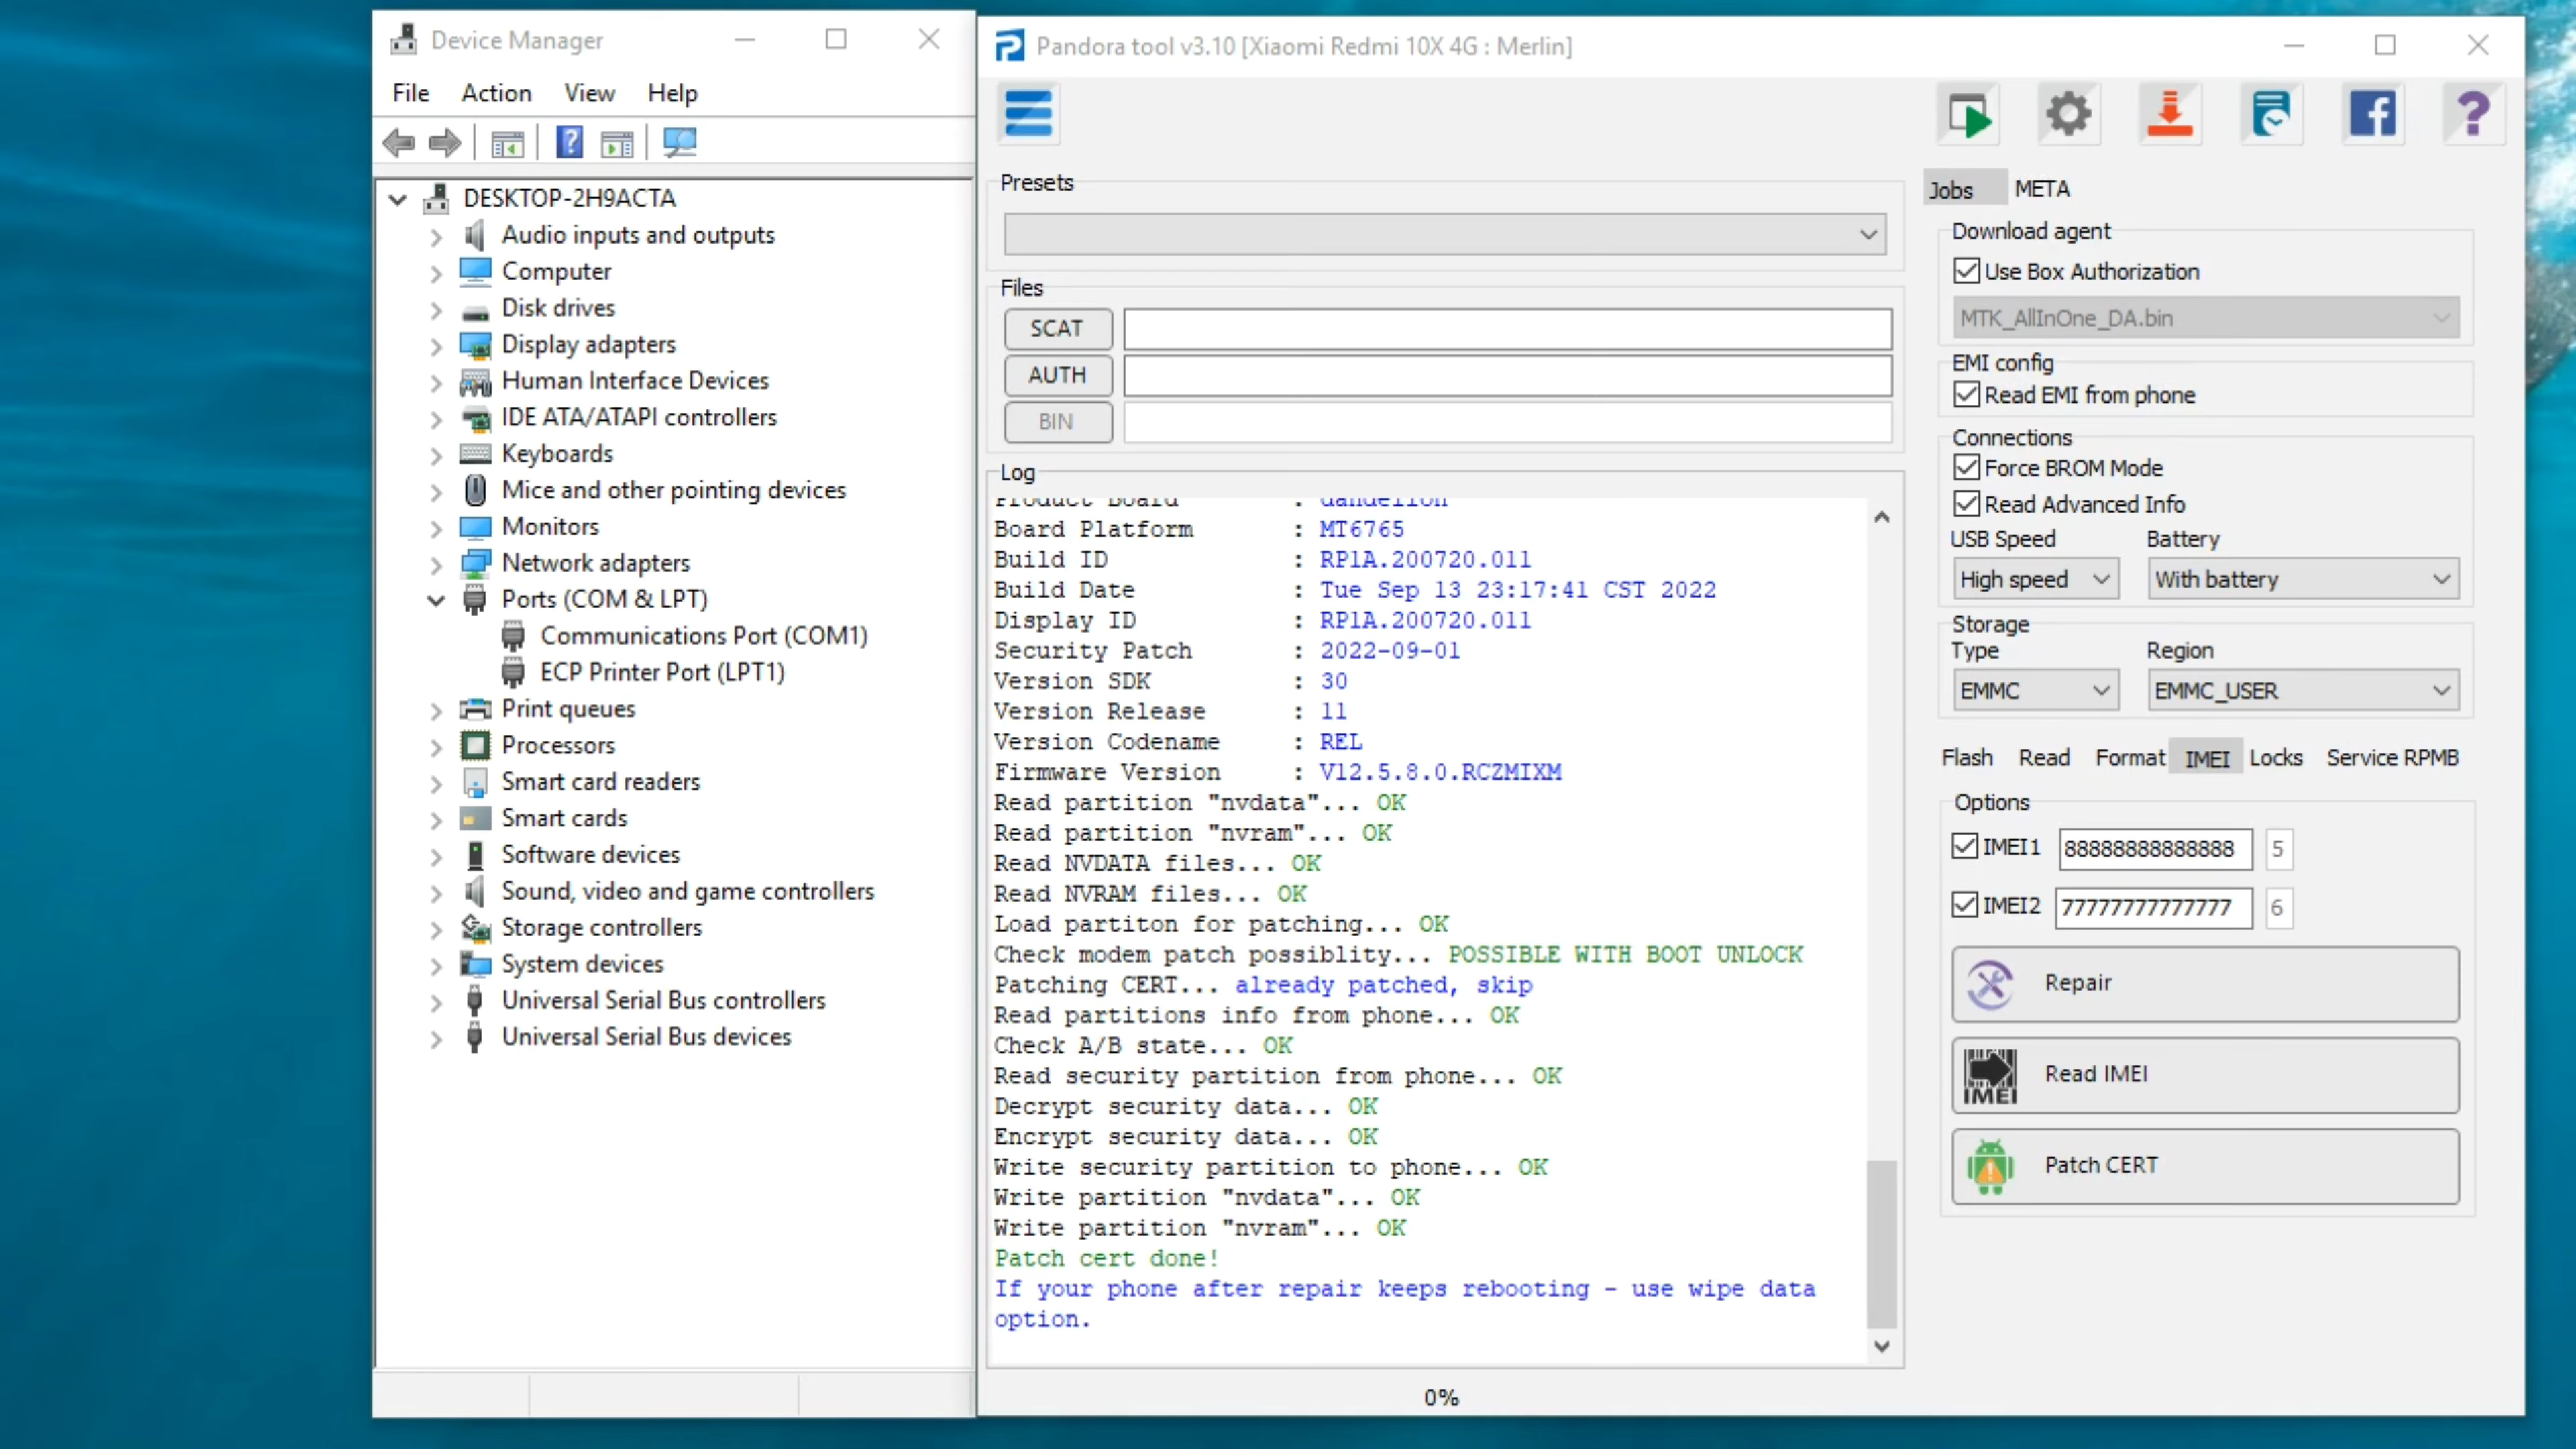 Device Manager
File Action View Help
DESKTOP-2H9ACTA
Audio inputs and outputs
Computer
Disk drives
Display adapters
Human Interface Devices
IDE ATA/ATAPI controllers
Keyboards
Mice and other pointing devices
Monitors
Network adapters
Ports (COM & LPT)
Communications Port (COM1)
ECP Printer Port (LPT1)
Print queues
Processors
Smart card readers
Smart cards
Software devices
Sound, video and game controllers
Storage controllers
System devices
Universal Serial Bus controllers
Universal Serial Bus devices
Pandora tool v3.10 [Xiaomi Redmi 10X 4G : Merlin]
Presets
Files
SCAT
AUTH
BIN
Log
Product Board : dandelion
Board Platform : MT6765
Build ID : RP1A.200720.011
Build Date : Tue Sep 13 23:17:41 CST 2022
Display ID : RP1A.200720.011
Security Patch : 2022-09-01
Version SDK : 30
Version Release : 11
Version Codename : REL
Firmware Version : V12.5.8.0.RCZMIXM
Read partition "nvdata"... OK
Read partition "nvram"... OK
Read NVDATA files... OK
Read NVRAM files... OK
Load partiton for patching... OK
Check modem patch possiblity... POSSIBLE WITH BOOT UNLOCK
Patching CERT... already patched, skip
Read partitions info from phone... OK
Check A/B state... OK
Read security partition from phone... OK
Decrypt security data... OK
Encrypt security data... OK
Write security partition to phone... OK
Write partition "nvdata"... OK
Write partition "nvram"... OK
Patch cert done!
If your phone after repair keeps rebooting - use wipe data
option.
0%
Jobs META
Download agent
Use Box Authorization
MTK_AllInOne_DA.bin
EMI config
Read EMI from phone
Connections
Force BROM Mode
Read Advanced Info
USB Speed Battery
High speed With battery
Storage
Type Region
EMMC EMMC_USER
Flash Read Format IMEI Locks Service RPMB
Options
IMEI1 88888888888888 5
IMEI2 77777777777777 6
Repair
IMEI Read IMEI
Patch CERT